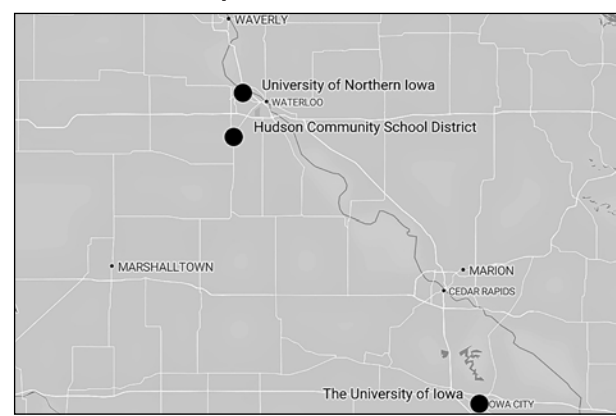 WAVERLY
University of Northern Iowa
WATERLOO
Hudson Community School District
MARSHALLTOWN
MARION
CEDAR RAPIDS
The University of Iowa
OWA CITY